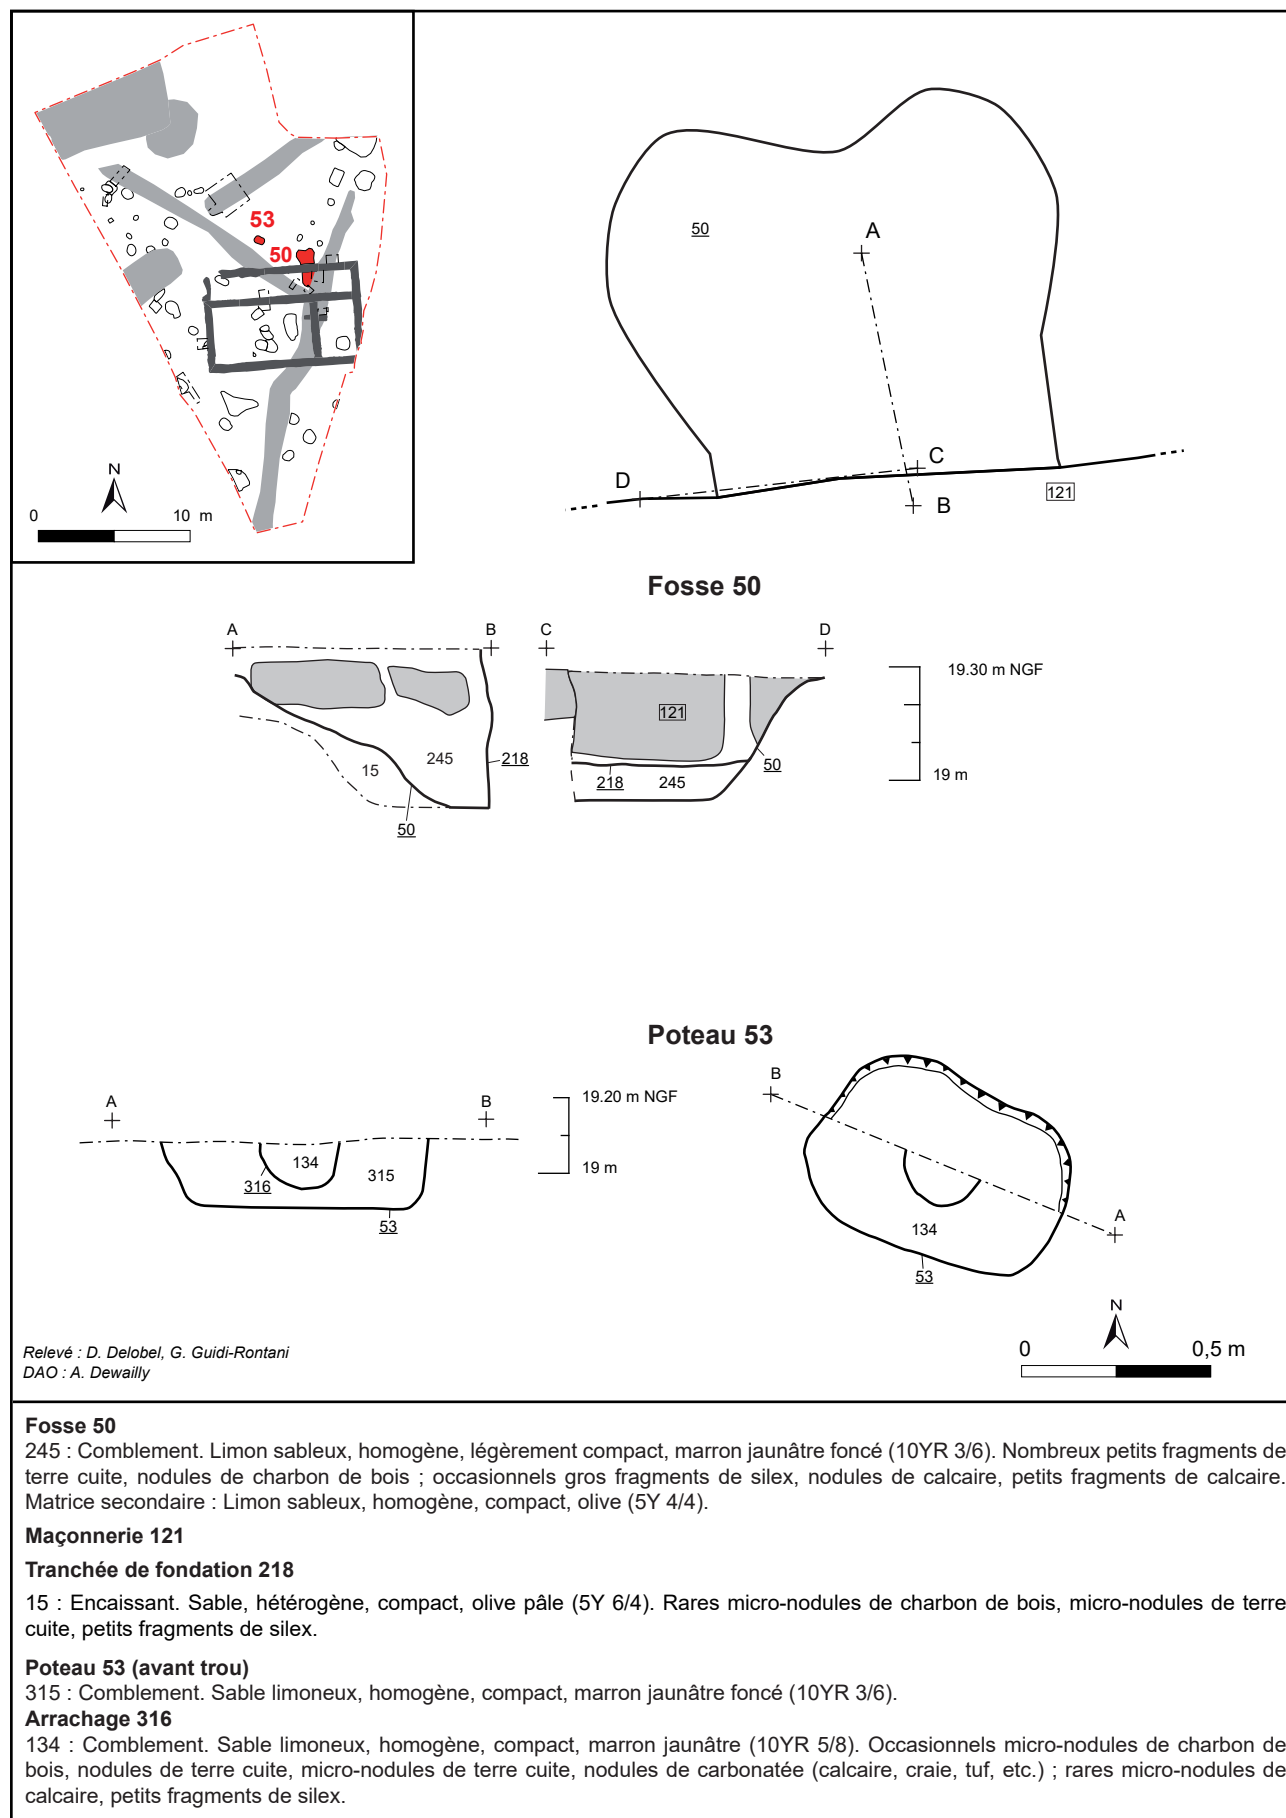 53
50
N
0 10 m
50
A
C
D
B
121
Fosse 50
A B C D
19.30 m NGF
121
15 245 218 218 245 50
19 m
50
Poteau 53
A B
19.20 m NGF
B
134 315
316
19 m
53
A
134
53
N
0 0,5 m
Relevé : D. Delobel, G. Guidi-Rontani
DAO : A. Dewailly
Fosse 50
245 : Comblement. Limon sableux, homogène, légèrement compact, marron jaunâtre foncé (10YR 3/6). Nombreux petits fragments de
terre cuite, nodules de charbon de bois ; occasionnels gros fragments de silex, nodules de calcaire, petits fragments de calcaire.
Matrice secondaire : Limon sableux, homogène, compact, olive (5Y 4/4).
Maçonnerie 121
Tranchée de fondation 218
15 : Encaissant. Sable, hétérogène, compact, olive pâle (5Y 6/4). Rares micro-nodules de charbon de bois, micro-nodules de terre
cuite, petits fragments de silex.
Poteau 53 (avant trou)
315 : Comblement. Sable limoneux, homogène, compact, marron jaunâtre foncé (10YR 3/6).
Arrachage 316
134 : Comblement. Sable limoneux, homogène, compact, marron jaunâtre (10YR 5/8). Occasionnels micro-nodules de charbon de
bois, nodules de terre cuite, micro-nodules de terre cuite, nodules de carbonatée (calcaire, craie, tuf, etc.) ; rares micro-nodules de
calcaire, petits fragments de silex.